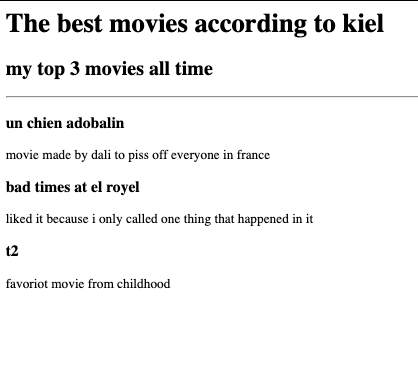 The best movies according to kiel
my top 3 movies all time
un chien adobalin
movie made by dali to piss off everyone in france
bad times at el royel
liked it because i only called one thing that happened in it
t2
favoriot movie from childhood